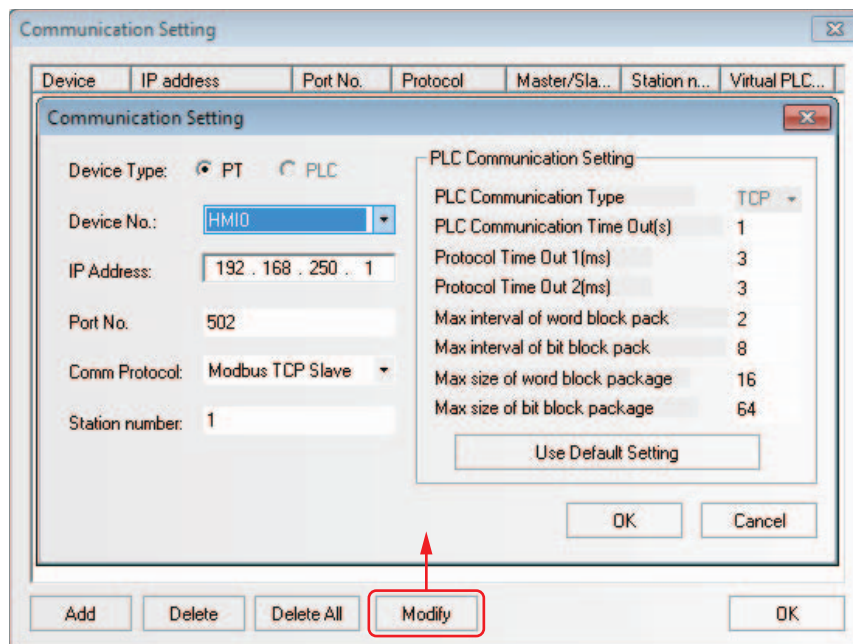 Communication Setting
Device IP address Port No. Protocol Master/Sla... Station n... Virtual PLC...
Communication Setting
Device Type: PT PLC
Device No.: HMI0
IP Address: 192 . 168 . 250 . 1
Port No. 502
Comm Protocol: Modbus TCP Slave
Station number: 1
PLC Communication Setting
PLC Communication Type TCP
PLC Communication Time Out(s) 1
Protocol Time Out 1(ms) 3
Protocol Time Out 2(ms) 3
Max interval of word block pack 2
Max interval of bit block pack 8
Max size of word block package 16
Max size of bit block package 64
Use Default Setting
OK Cancel
Add Delete Delete All Modify OK